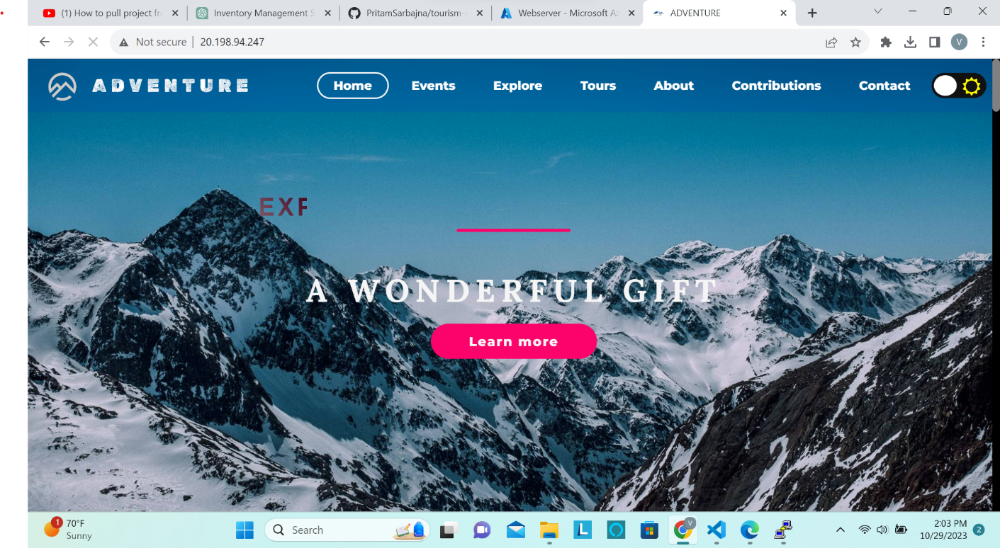 (1) How to pull project fr
Inventory Management S
PritamSarbajna/tourism-
Webserver - Microsoft Az
ADVENTURE
Not secure | 20.198.94.247
V
ADVENTURE
Home
Events
Explore
Tours
About
Contributions
Contact
EXP
A WONDERFUL GIFT
Learn more
1
70°F
Sunny
Search
L
V
2:03 PM
10/29/2023
2